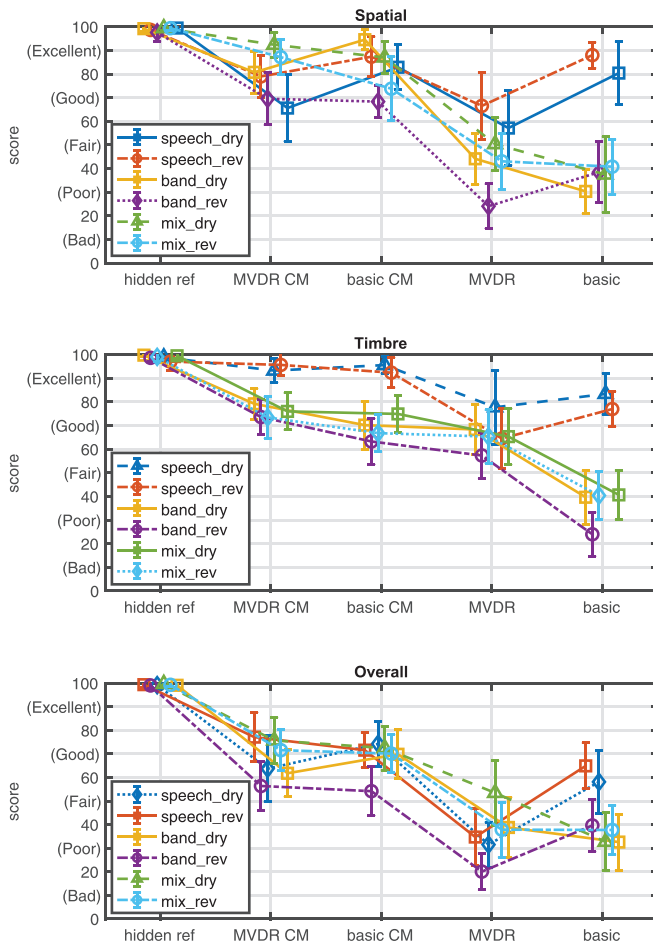 Spatial
100
(Excellent)
80
(Good)
60
(Fair)
40
(Poor)
20
(Bad)
0
score
speech_dry
speech_rev
band_dry
band_rev
mix_dry
mix_rev
hidden ref MVDR CM basic CM MVDR basic
Timbre
100
(Excellent)
80
(Good)
60
(Fair)
40
(Poor)
20
(Bad)
0
score
speech_dry
speech_rev
band_dry
band_rev
mix_dry
mix_rev
hidden ref MVDR CM basic CM MVDR basic
Overall
100
(Excellent)
80
(Good)
60
(Fair)
40
(Poor)
20
(Bad)
0
score
speech_dry
speech_rev
band_dry
band_rev
mix_dry
mix_rev
hidden ref MVDR CM basic CM MVDR basic